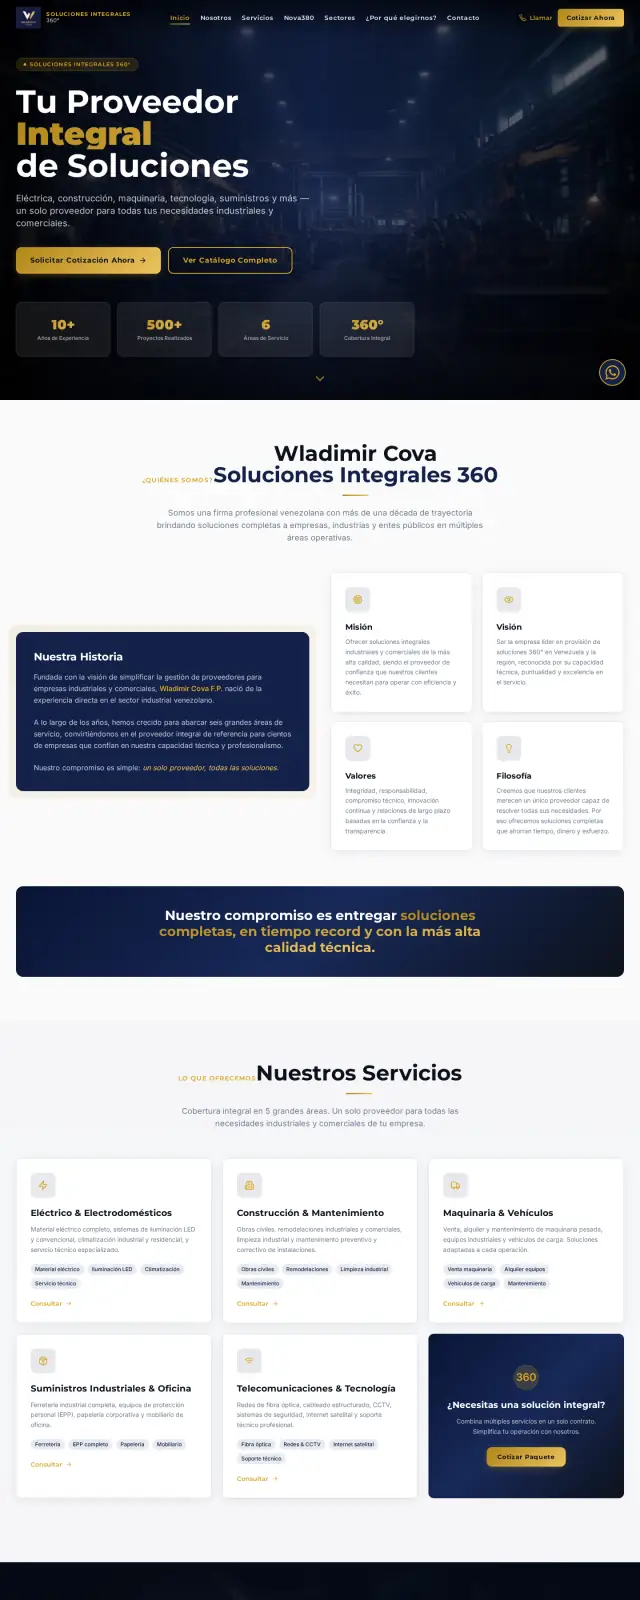 SOLUCIONES INTEGRALES
360°
Inicio
Nosotros
Servicios
Nova380
Sectores
¿Por qué elegirnos?
Contacto
Llamar
Cotizar Ahora
SOLUCIONES INTEGRALES 360°
Tu Proveedor
Integral
de Soluciones
Eléctrica, construcción, maquinaria, tecnología, suministros y más —
un solo proveedor para todas tus necesidades industriales y
comerciales.
Solicitar Cotización Ahora →
Ver Catálogo Completo
10+
Años de Experiencia
500+
Proyectos Realizados
6
Áreas de Servicio
360°
Cobertura Integral
¿QUIÉNES SOMOS?
Wladimir Cova
Soluciones Integrales 360
Somos una firma profesional venezolana con más de una década de trayectoria
brindando soluciones completas a empresas, industrias y entes públicos en múltiples
áreas operativas.
Nuestra Historia
Fundada con la visión de simplificar la gestión de proveedores para
empresas industriales y comerciales, Wladimir Cova F.P. nació de la
experiencia directa en el sector industrial venezolano.
A lo largo de los años, hemos crecido para abarcar seis grandes áreas de
servicio, convirtiéndonos en el proveedor integral de referencia para cientos
de empresas que confían en nuestra capacidad técnica y profesionalismo.
Nuestro compromiso es simple: un solo proveedor, todas las soluciones.
Misión
Ofrecer soluciones integrales
industriales y comerciales de la más
alta calidad, siendo el proveedor de
confianza que nuestros clientes
necesitan para operar con eficiencia y
éxito.
Visión
Ser la empresa líder en provisión de
soluciones 360° en Venezuela y la
región, reconocida por su capacidad
técnica, puntualidad y excelencia en
el servicio.
Valores
Integridad, responsabilidad,
compromiso técnico, innovación
continua y relaciones de largo plazo
basadas en la confianza y la
transparencia.
Filosofía
Creemos que nuestros clientes
merecen un único proveedor capaz de
resolver todas sus necesidades. Por
eso ofrecemos soluciones completas
que ahorran tiempo, dinero y esfuerzo.
Nuestro compromiso es entregar soluciones
completas, en tiempo record y con la más alta
calidad técnica.
LO QUE OFRECEMOS
Nuestros Servicios
Cobertura integral en 5 grandes áreas. Un solo proveedor para todas las
necesidades industriales y comerciales de tu empresa.
Eléctrico & Electrodomésticos
Material eléctrico completo, sistemas de iluminación LED
y convencional, climatización industrial y residencial, y
servicio técnico especializado.
Material eléctrico
Iluminación LED
Climatización
Servicio técnico
Consultar →
Construcción & Mantenimiento
Obras civiles, remodelaciones industriales y comerciales,
limpieza industrial y mantenimiento preventivo y
correctivo de instalaciones.
Obras civiles
Remodelaciones
Limpieza industrial
Mantenimiento
Consultar →
Maquinaria & Vehículos
Venta, alquiler y mantenimiento de maquinaria pesada,
equipos industriales y vehículos de carga. Soluciones
adaptadas a cada operación.
Venta maquinaria
Alquiler equipos
Vehículos de carga
Mantenimiento
Consultar →
Suministros Industriales & Oficina
Ferretería industrial completa, equipos de protección
personal (EPP), papelería corporativa y mobiliario de
oficina.
Ferretería
EPP completo
Papelería
Mobiliario
Consultar →
Telecomunicaciones & Tecnología
Redes de fibra óptica, cableado estructurado, CCTV,
sistemas de seguridad, Internet satelital y soporte
técnico profesional.
Fibra óptica
Redes & CCTV
Internet satelital
Soporte técnico
Consultar →
360
¿Necesitas una solución integral?
Combina múltiples servicios en un solo contrato.
Simplifica tu operación con nosotros.
Cotizar Paquete